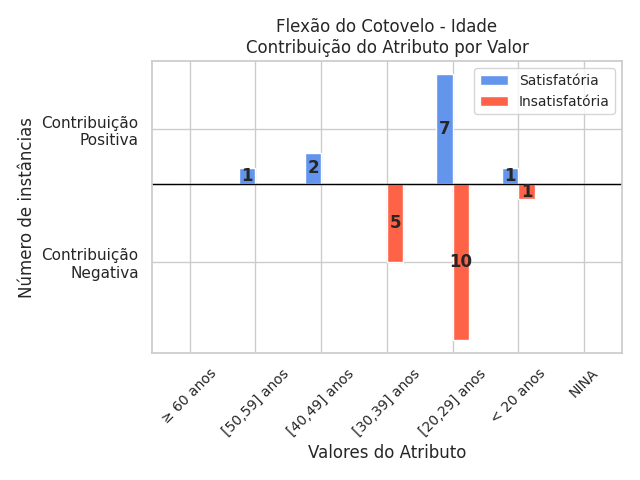 Flexão do Cotovelo - Idade
Contribuição do Atributo por Valor
Satisfatória
Insatisfatória
Contribuição
Positiva
Contribuição
Negativa
Número de instâncias
1
2
5
7
10
1
1
≥ 60 anos
[50,59] anos
[40,49] anos
[30,39] anos
[20,29] anos
< 20 anos
NINA
Valores do Atributo